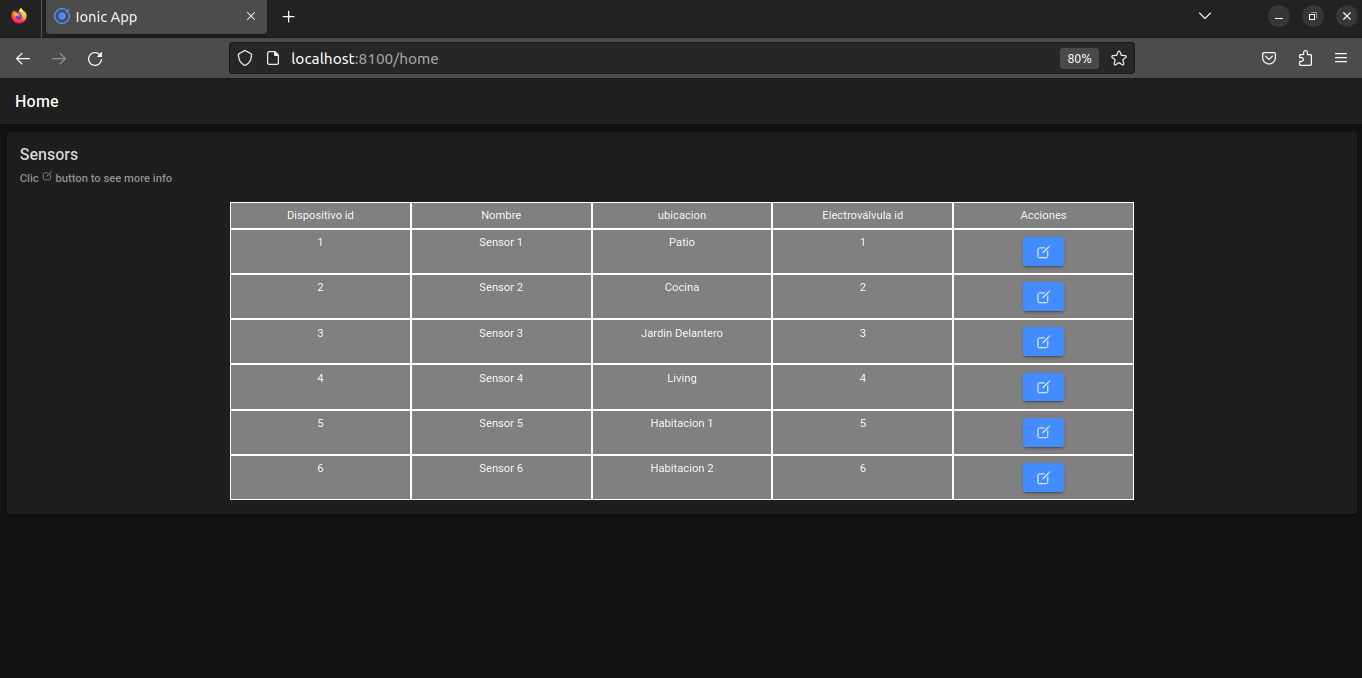 Ionic App
localhost:8100/home
80%
Home
Sensors
Clic button to see more info
Dispositivo id Nombre ubicacion Electroválvula id Acciones
1 Sensor 1 Patio 1
2 Sensor 2 Cocina 2
3 Sensor 3 Jardin Delantero 3
4 Sensor 4 Living 4
5 Sensor 5 Habitacion 1 5
6 Sensor 6 Habitacion 2 6